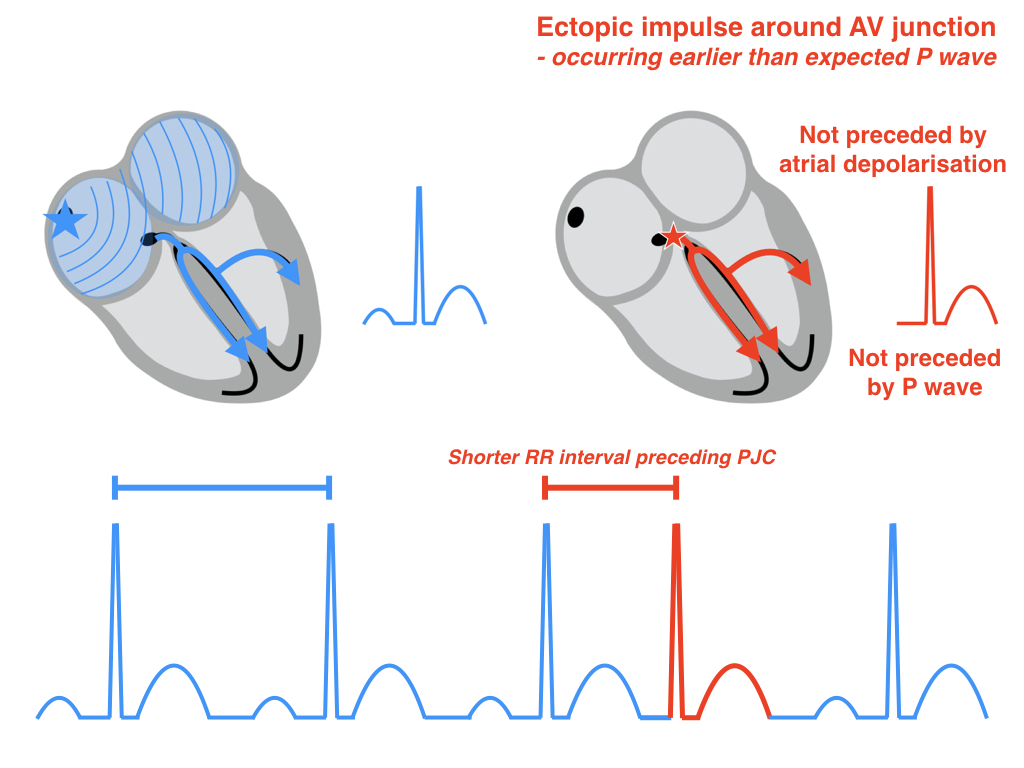 Ectopic impulse around AV junction
- occurring earlier than expected P wave
Not preceded by
atrial depolarisation
Not preceded
by P wave
Shorter RR interval preceding PJC